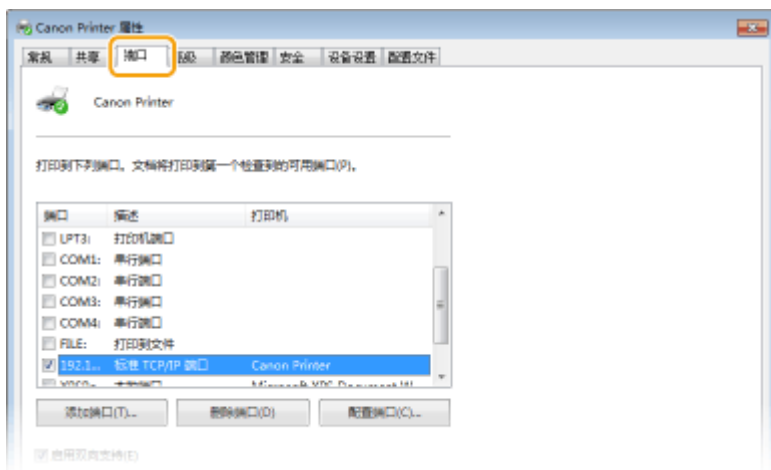 Canon Printer 属性
常规 共享 端口 高级 颜色管理 安全 设备设置 配置文件
Canon Printer
打印到下列端口。文档将打印到第一个检查到的可用端口(P)。
端口 描述 打印机
LPT3: 打印机端口
COM1: 串行端口
COM2: 串行端口
COM3: 串行端口
COM4: 串行端口
FILE: 打印到文件
192.1... 标准 TCP/IP 端口 Canon Printer
添加端口(T)... 删除端口(D) 配置端口(C)...
启用双向支持(E)